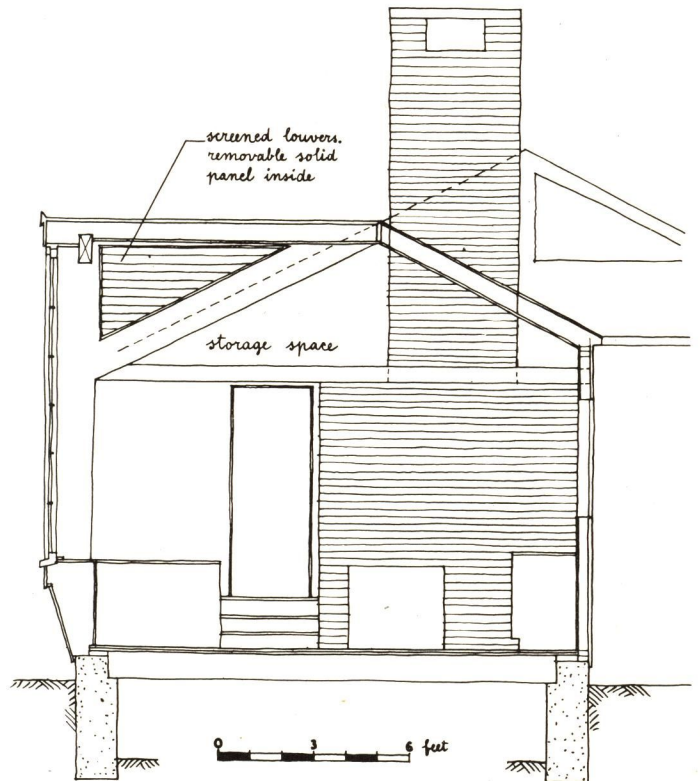 screened louvers.
removable solid
panel inside
storage space
0 3 6 feet